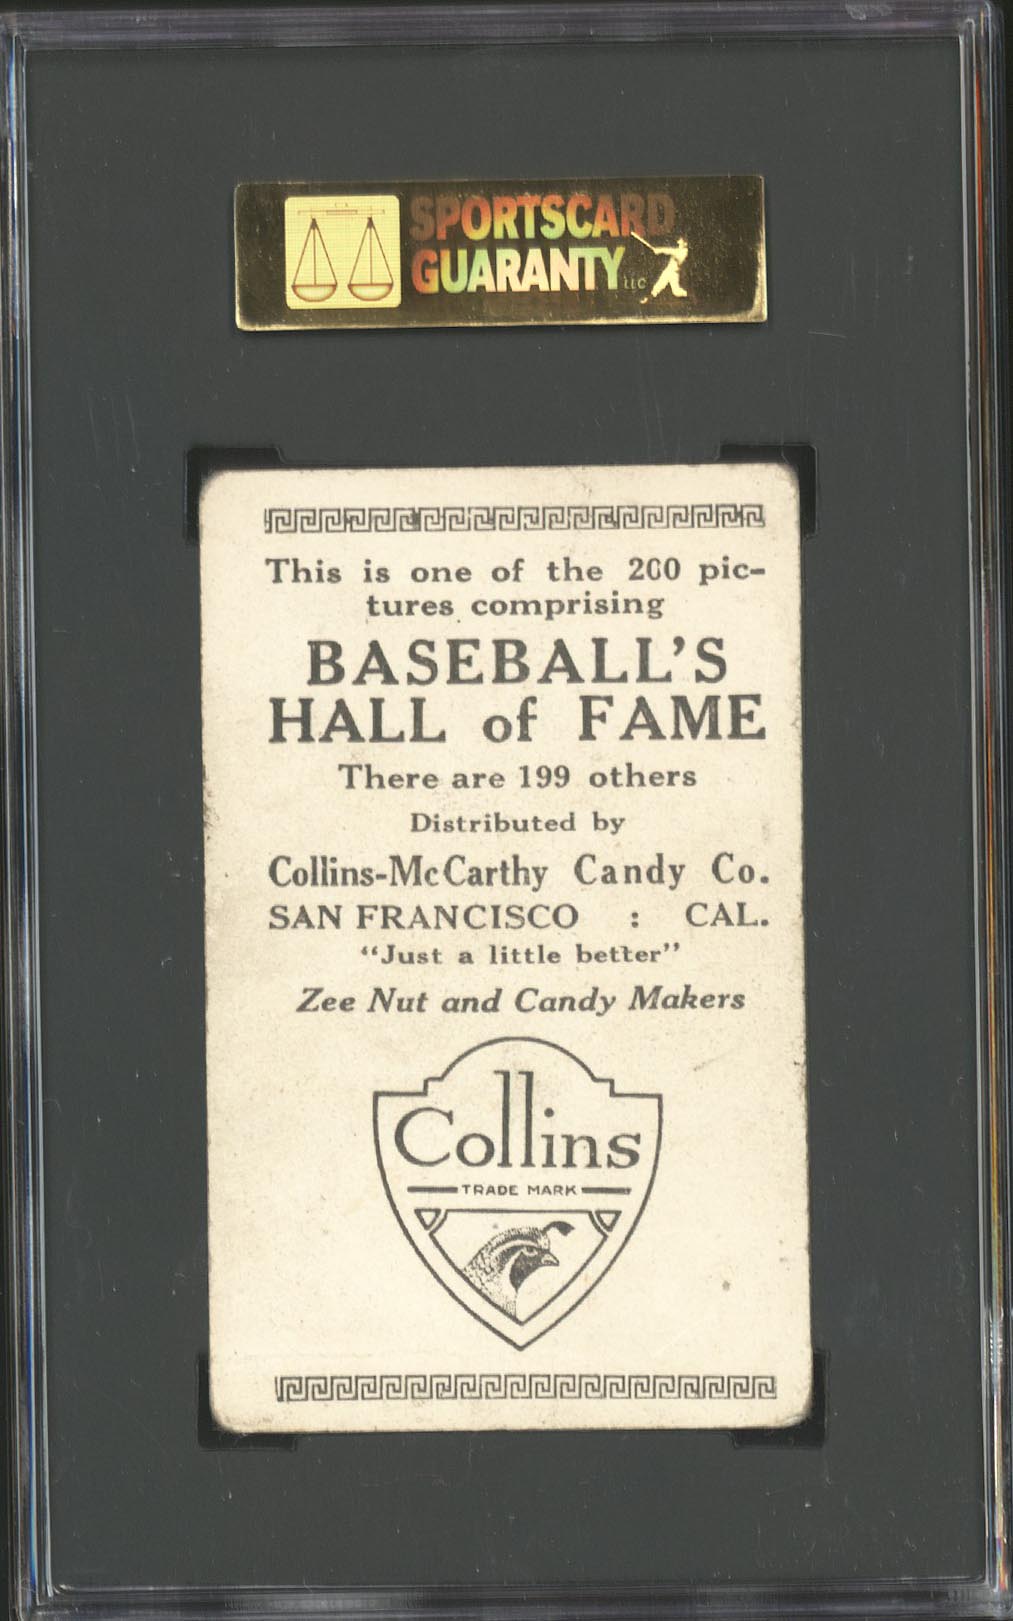 SPORTSCARD
GUARANTY LLC
This is one of the 200 pic-
tures comprising
BASEBALL'S
HALL of FAME
There are 199 others
Distributed by
Collins-McCarthy Candy Co.
SAN FRANCISCO : CAL.
"Just a little better"
Zee Nut and Candy Makers
Collins
TRADE MARK